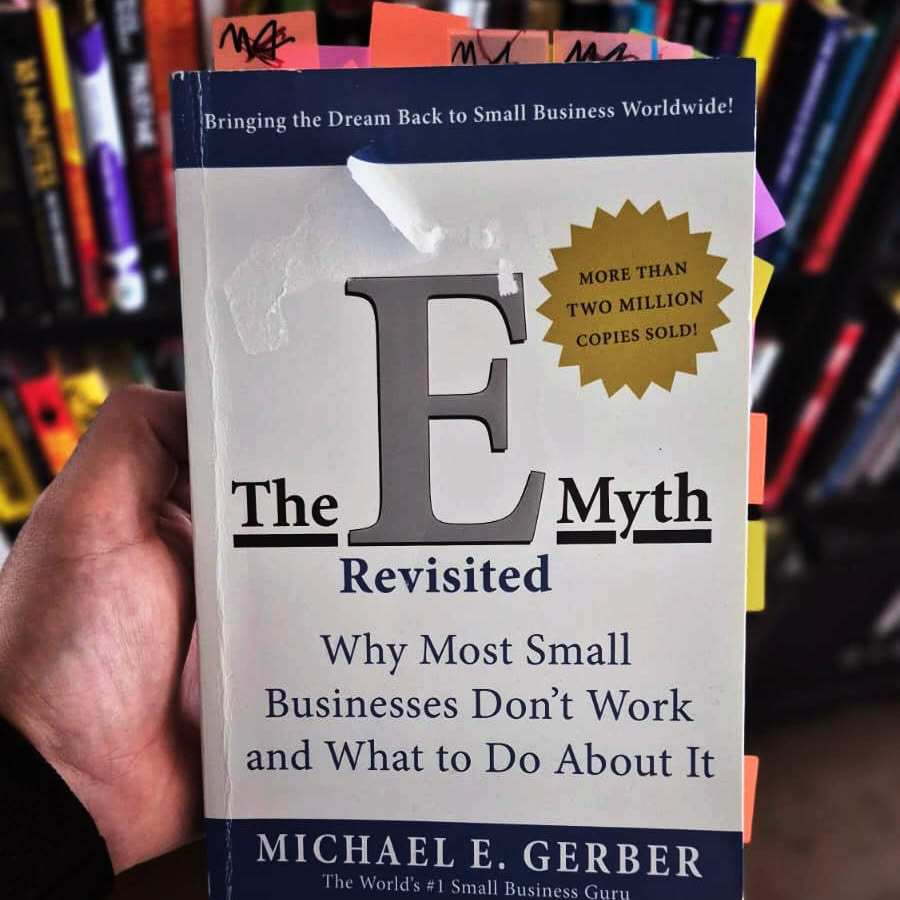 Bringing the Dream Back to Small Business Worldwide!
MORE THAN
TWO MILLION
COPIES SOLD!
The E Myth
Revisited
Why Most Small
Businesses Don't Work
and What to Do About It
MICHAEL E. GERBER
The World's #1 Small Business Guru